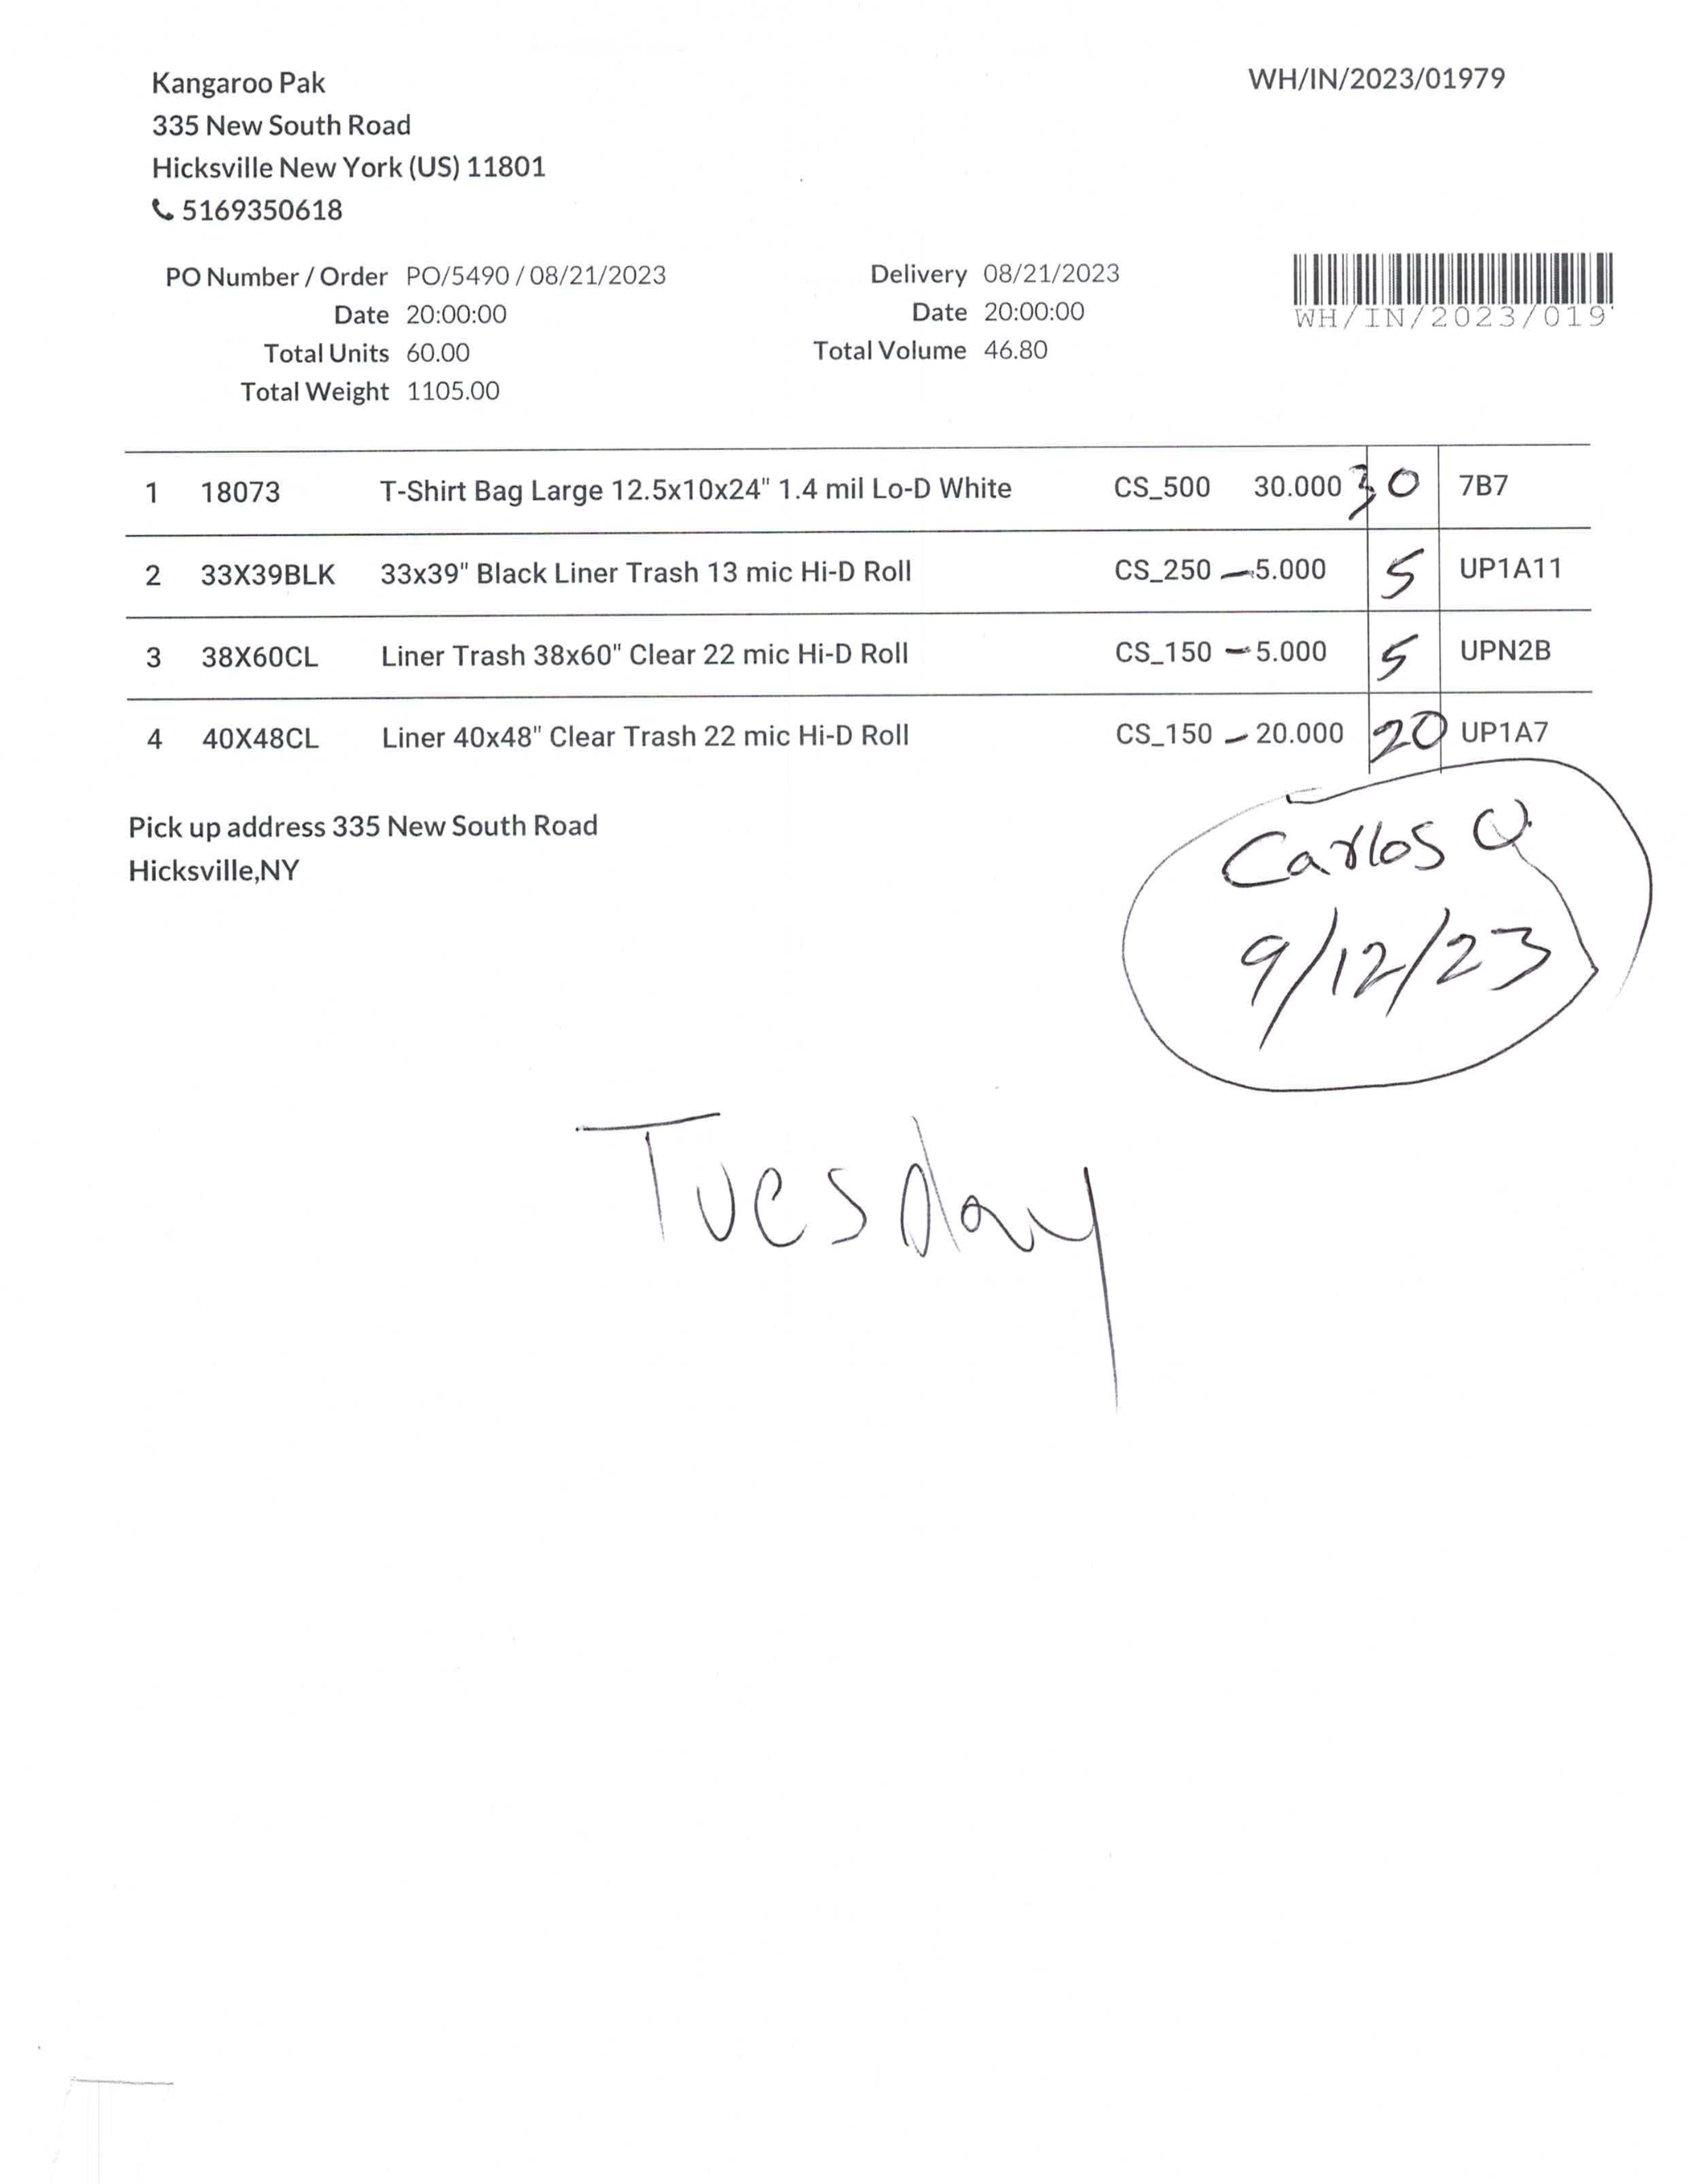 Kangaroo Pak
335 New South Road
Hicksville New York (US) 11801
5169350618
WH/IN/2023/01979
PO Number / Order PO/5490 / 08/21/2023
Date 20:00:00
Total Units 60.00
Total Weight 1105.00
Delivery 08/21/2023
Date 20:00:00
Total Volume 46.80
WH/IN/2023/019
1 18073 T-Shirt Bag Large 12.5x10x24" 1.4 mil Lo-D White CS_500 30.000 30 7B7
2 33X39BLK 33x39" Black Liner Trash 13 mic Hi-D Roll CS_250 5.000 5 UP1A11
3 38X60CL Liner Trash 38x60" Clear 22 mic Hi-D Roll CS_150 5.000 5 UPN2B
4 40X48CL Liner 40x48" Clear Trash 22 mic Hi-D Roll CS_150 20.000 20 UP1A7
Pick up address 335 New South Road
Hicksville,NY
Carlos Q
9/12/23
Tuesday